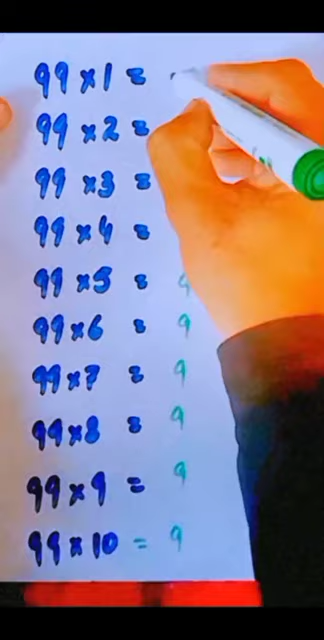 99 x 1 =
99 x 2 =
99 x 3 =
99 x 4 =
99 x 5 = 9
99 x 6 = 9
99 x 7 = 9
99 x 8 = 9
99 x 9 = 9
99 x 10 = 9